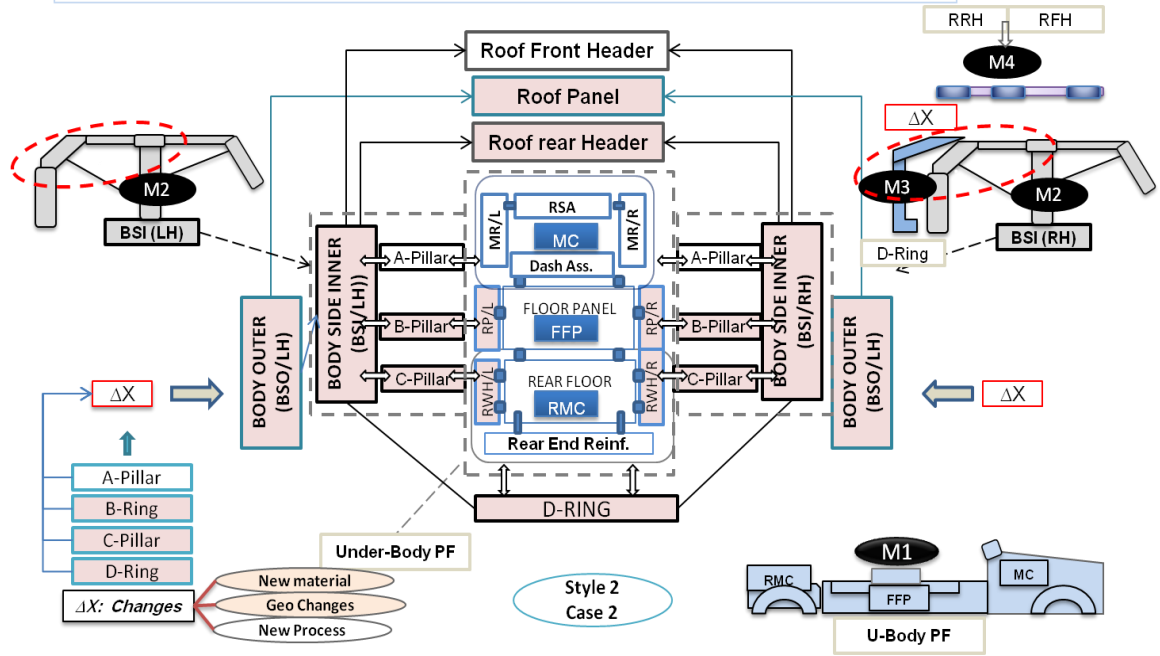 RRH
RFH
M4
Roof Front Header
Roof Panel
Roof rear Header
ΔX
M2
BSI (LH)
M3
M2
BSI (RH)
D-Ring
MR/L
RSA
MR/R
MC
Dash Ass.
BODY SIDE INNER
(BSI/LH))
A-Pillar
A-Pillar
BODY SIDE INNER
(BSI/RH)
RP/L
FLOOR PANEL
FFP
RP/R
B-Pillar
B-Pillar
BODY OUTER
(BSO/LH)
BODY OUTER
(BSO/LH)
C-Pillar
RWH/L
REAR FLOOR
RMC
RWH/R
C-Pillar
Rear End Reinf.
ΔX
ΔX
A-Pillar
B-Ring
C-Pillar
D-Ring
D-RING
Under-Body PF
ΔX: Changes
New material
Geo Changes
New Process
Style 2
Case 2
M1
RMC
FFP
MC
U-Body PF